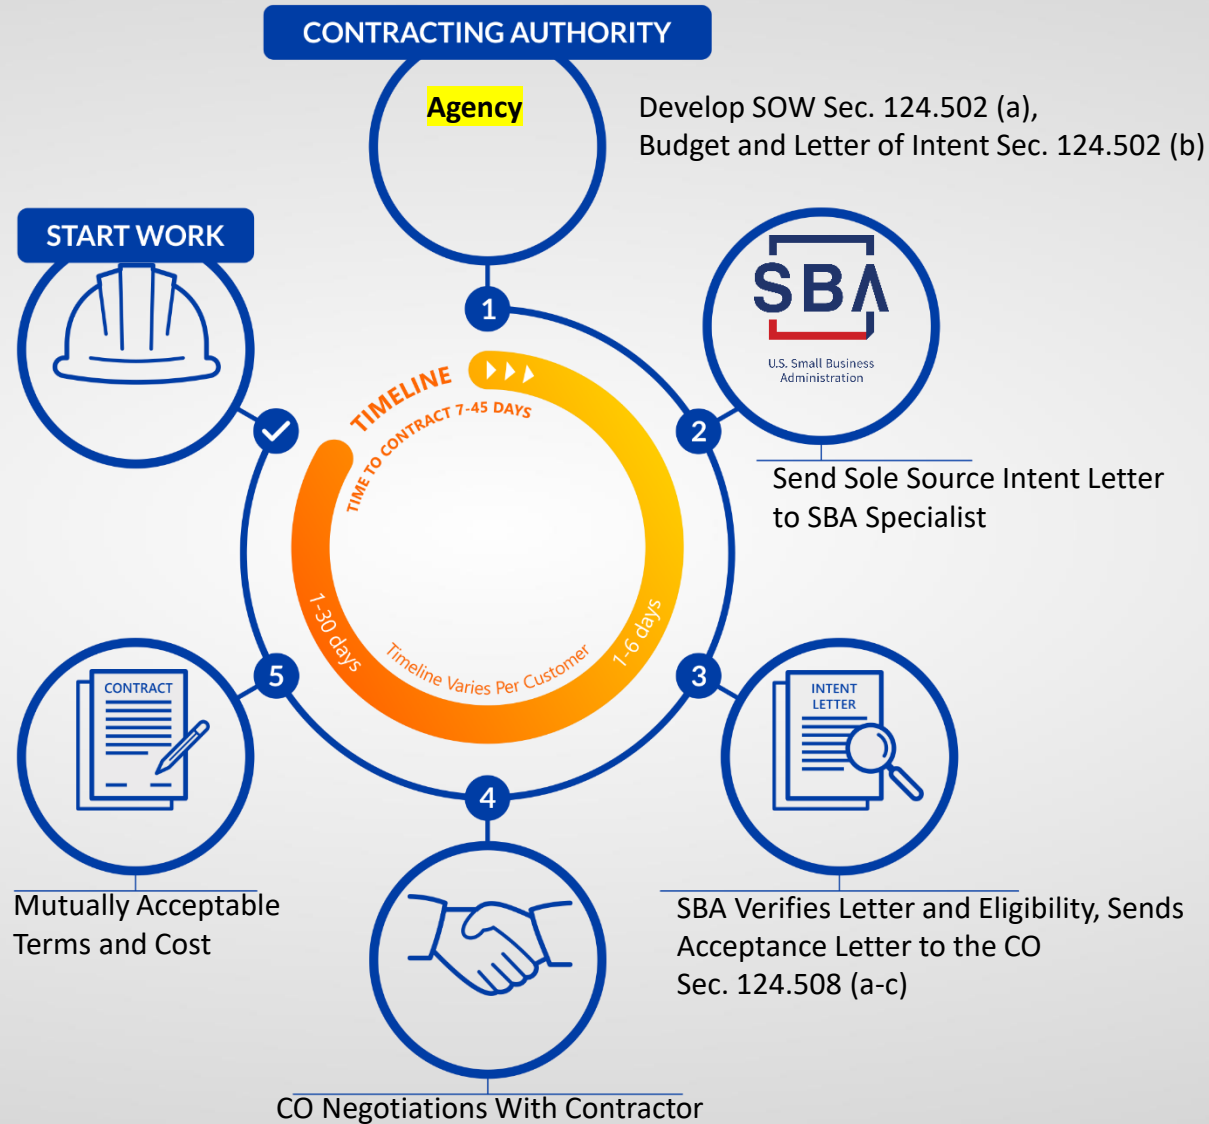 CONTRACTING AUTHORITY
Agency
Develop SOW Sec. 124.502 (a),
Budget and Letter of Intent Sec. 124.502 (b)
START WORK
1
SBA
U.S. Small Business
Administration
2
Send Sole Source Intent Letter
to SBA Specialist
TIMELINE
TIME TO CONTRACT 7-45 DAYS
1-6 days
1-30 days
Timeline Varies Per Customer
3
INTENT
LETTER
SBA Verifies Letter and Eligibility, Sends
Acceptance Letter to the CO
Sec. 124.508 (a-c)
4
CO Negotiations With Contractor
5
CONTRACT
Mutually Acceptable
Terms and Cost